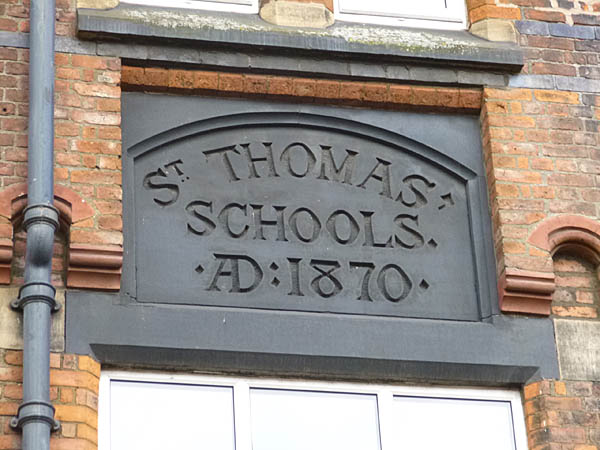 ST. THOMAS'
SCHOOLS.
· AD: 1870 ·